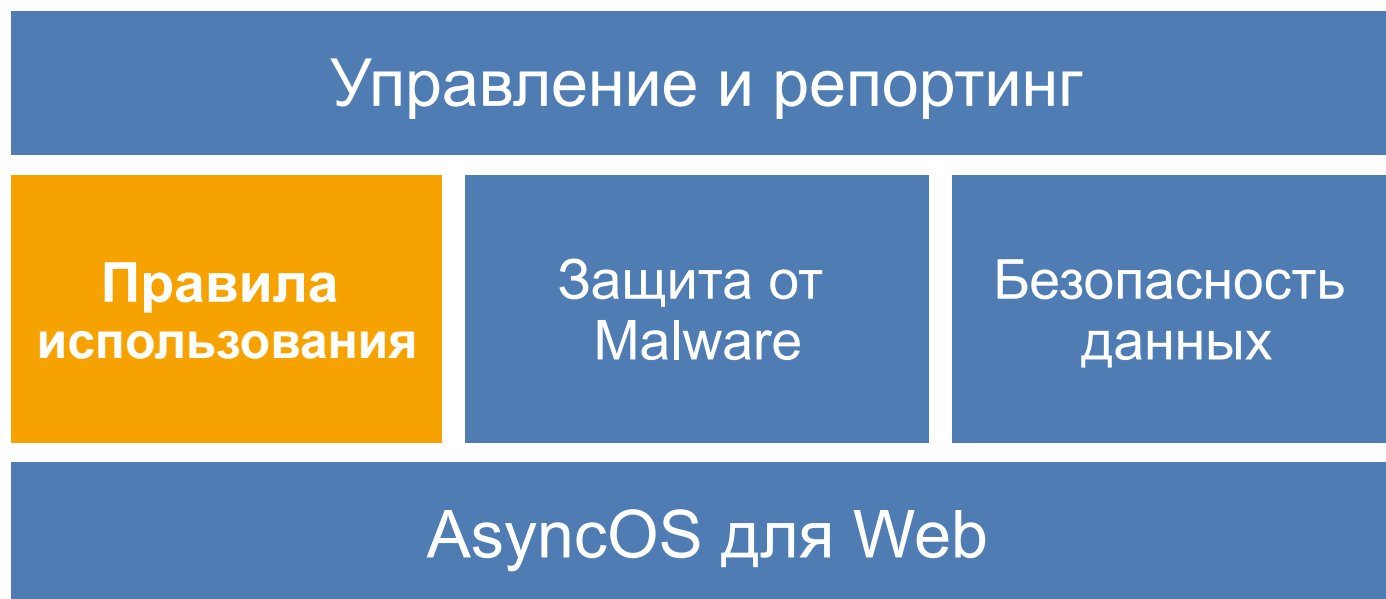 Управление и репортинг
Правила
использования
Защита от
Malware
Безопасность
данных
AsyncOS для Web